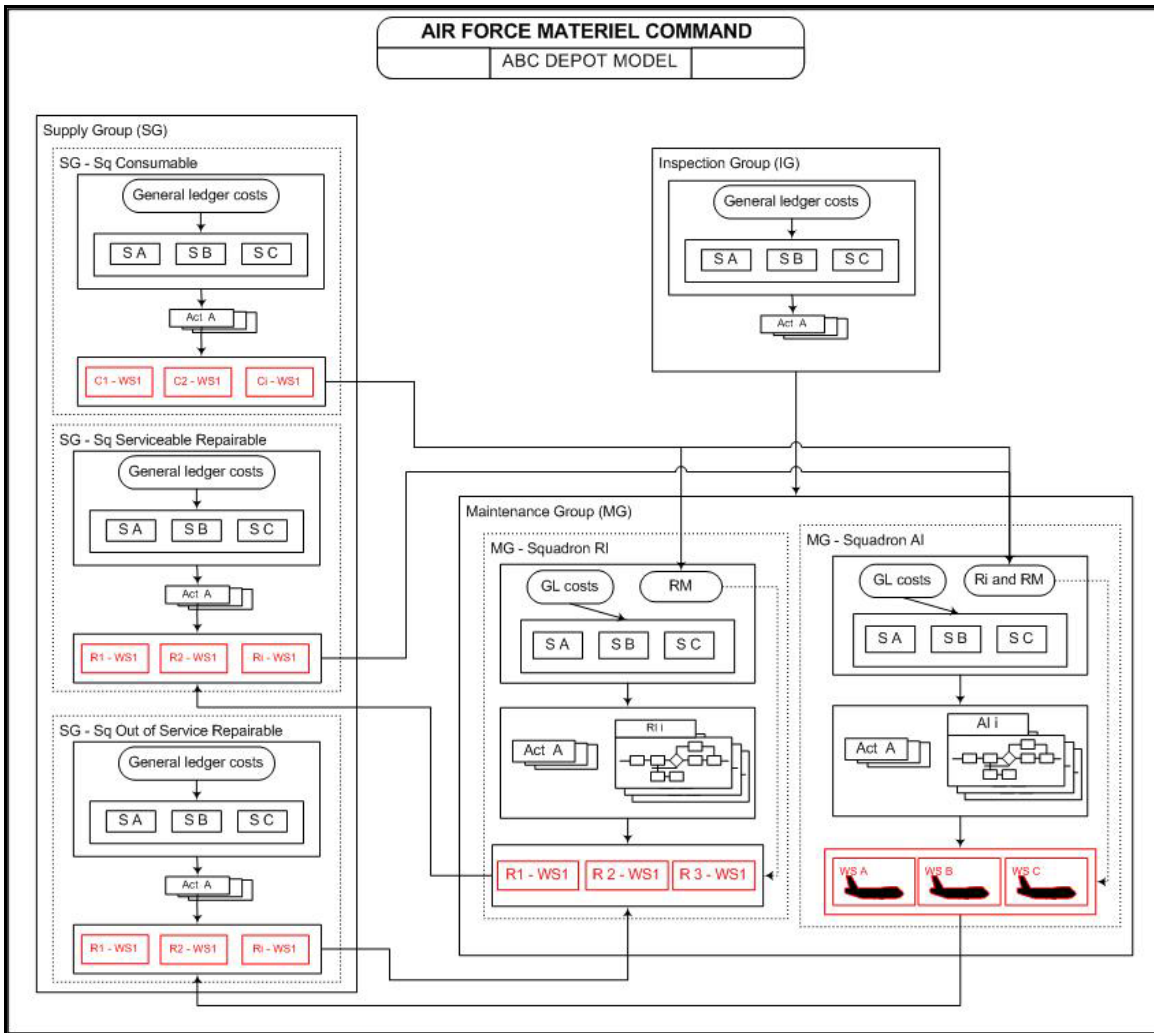 AIR FORCE MATERIEL COMMAND
ABC DEPOT MODEL
Supply Group (SG)
SG - Sq Consumable
General ledger costs
S A S B S C
Act A
C1 - WS1 C2 - WS1 Ci - WS1
SG - Sq Serviceable Repairable
General ledger costs
S A S B S C
Act A
R1 - WS1 R2 - WS1 Ri - WS1
SG - Sq Out of Service Repairable
General ledger costs
S A S B S C
Act A
R1 - WS1 R2 - WS1 Ri - WS1
Inspection Group (IG)
General ledger costs
S A S B S C
Act A
Maintenance Group (MG)
MG - Squadron RI
GL costs RM
S A S B S C
Act A RI i
R1 - WS1 R 2 - WS1 R 3 - WS1
MG - Squadron AI
GL costs Ri and RM
S A S B S C
Act A AI i
WS A WS B WS C